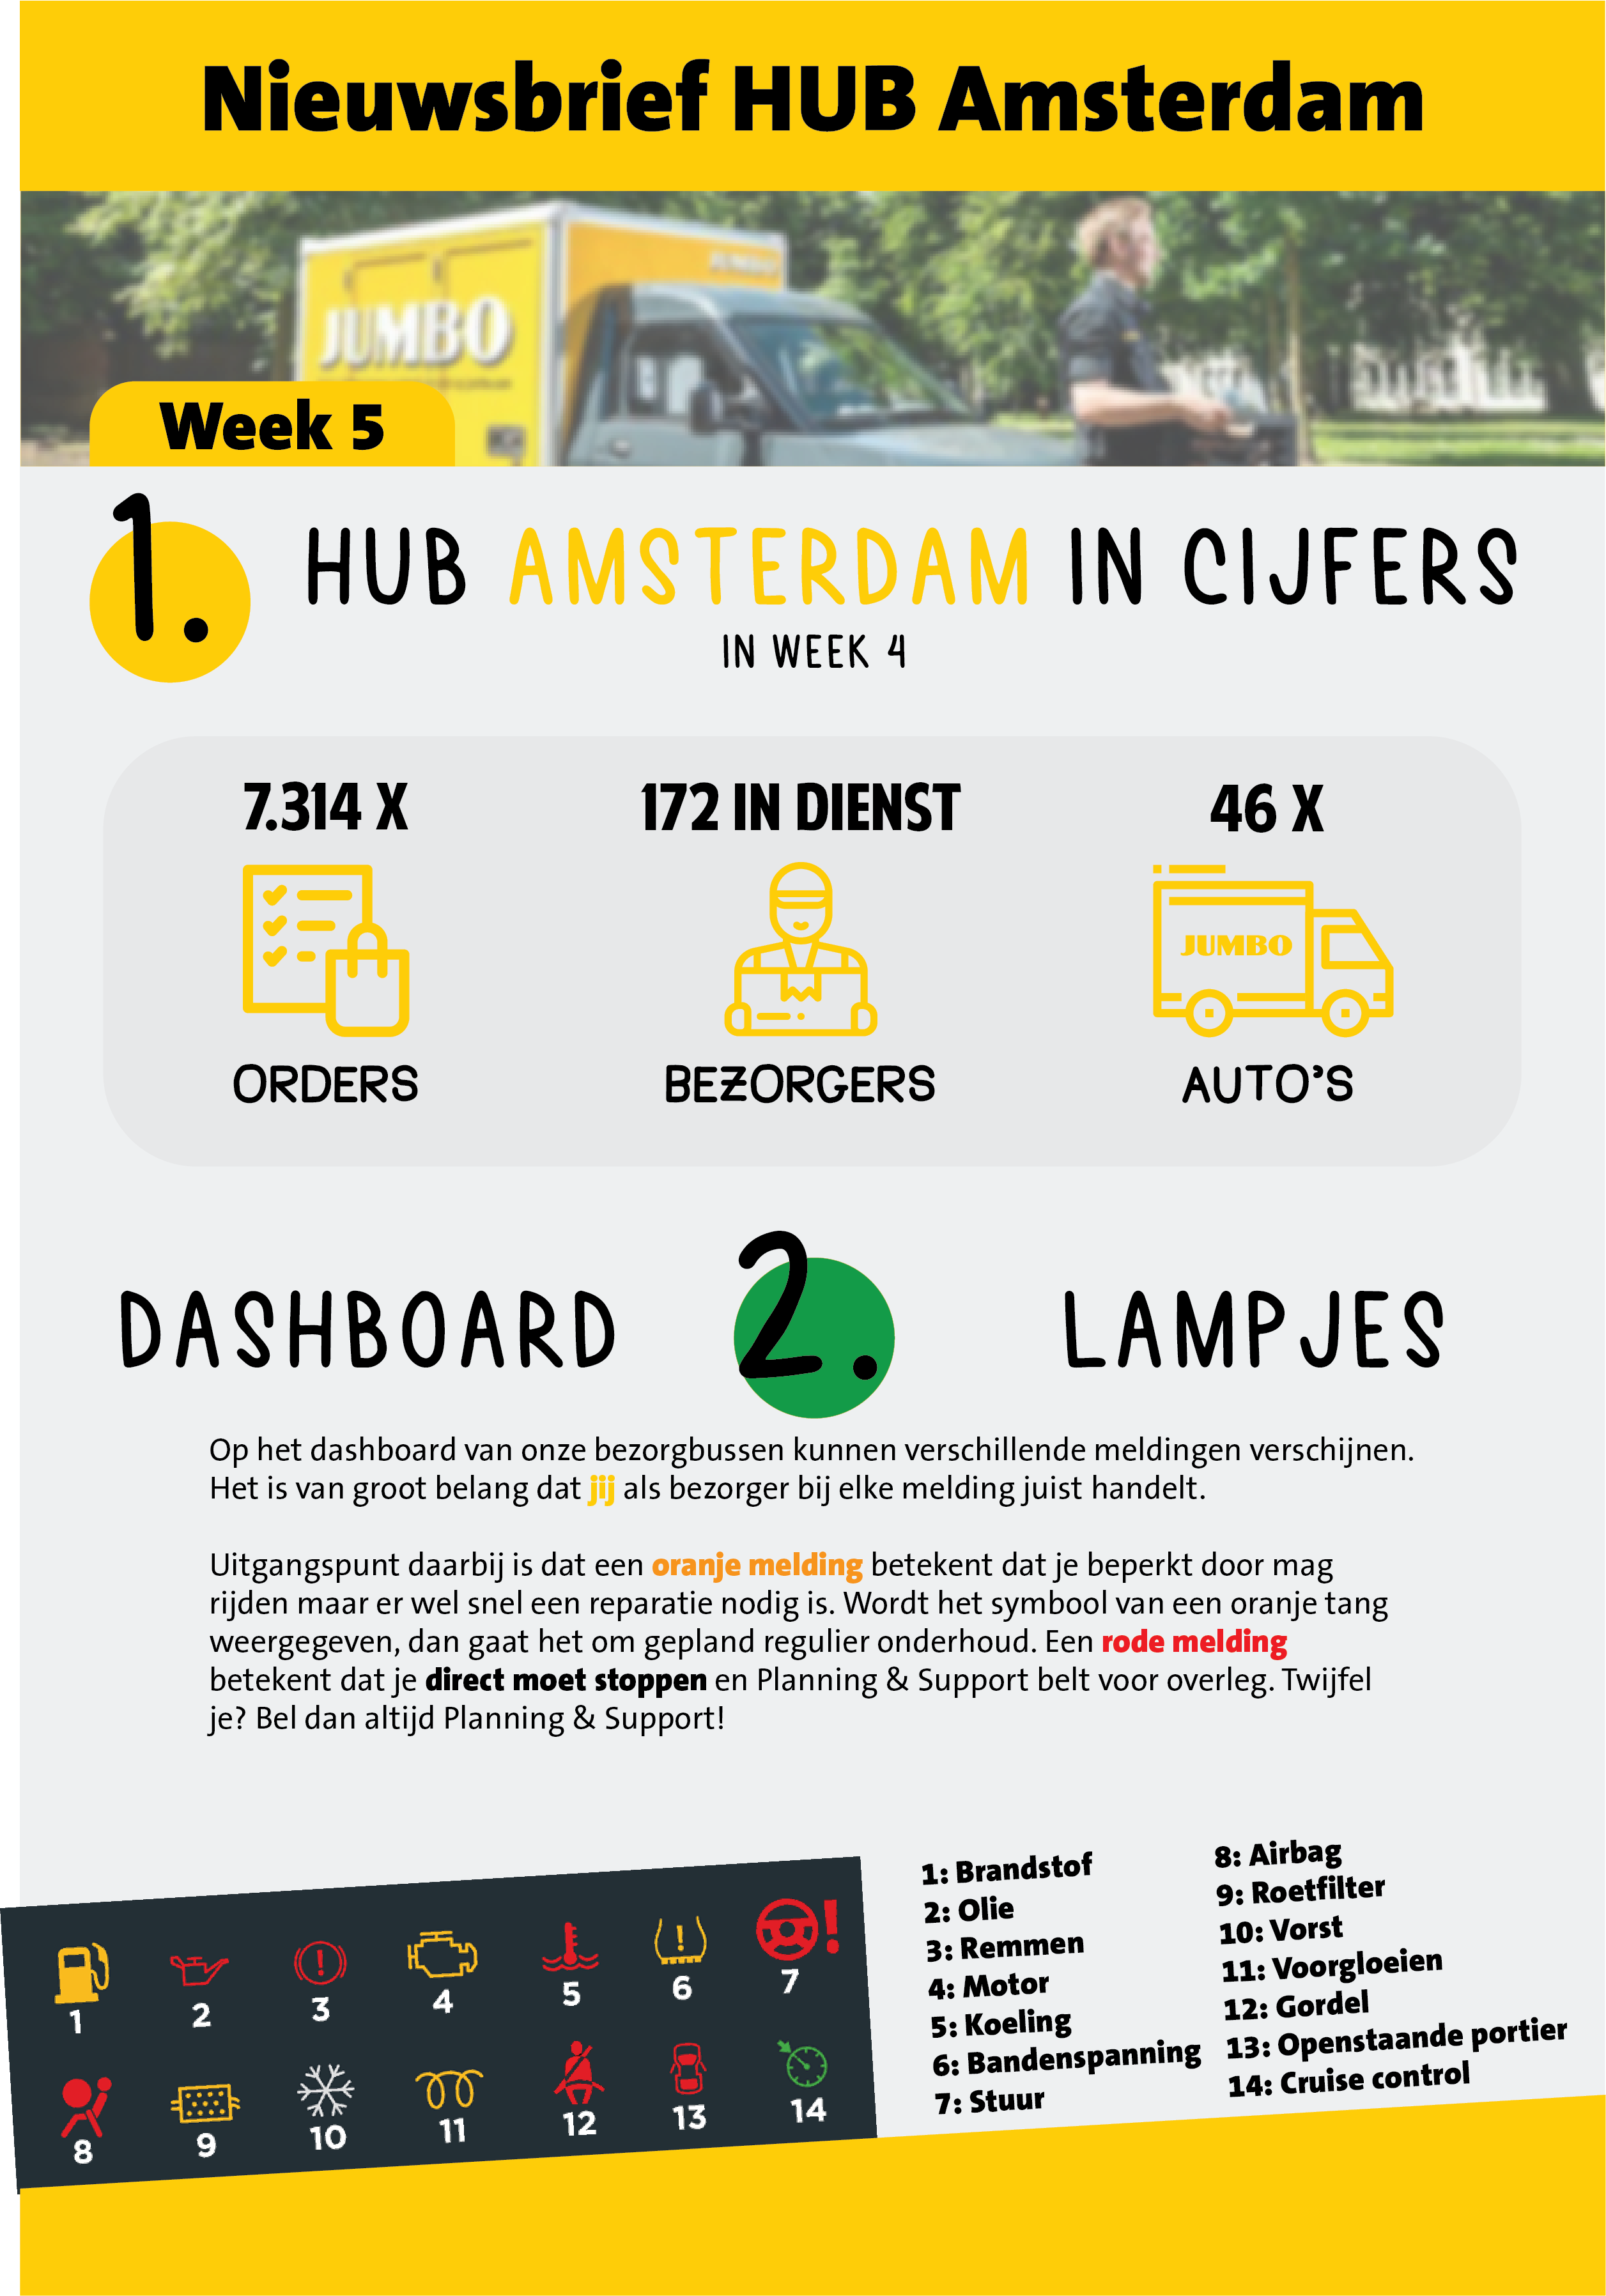 Nieuwsbrief HUB Amsterdam
JUMBO
JUMBO
Week 5
1.
HUB AMSTERDAM IN CIJFERS
IN WEEK 4
7.314 X
172 IN DIENST
46 X
JUMBO
ORDERS
BEZORGERS
AUTO'S
DASHBOARD
2.
LAMPJES
Op het dashboard van onze bezorgbussen kunnen verschillende meldingen verschijnen.
Het is van groot belang dat jij als bezorger bij elke melding juist handelt.
Uitgangspunt daarbij is dat een oranje melding betekent dat je beperkt door mag
rijden maar er wel snel een reparatie nodig is. Wordt het symbool van een oranje tang
weergegeven, dan gaat het om gepland regulier onderhoud. Een rode melding
betekent dat je direct moet stoppen en Planning & Support belt voor overleg. Twijfel
je? Bel dan altijd Planning & Support!
1 2 3 4 5 6 7
8 9 10 11 12 13 14
1: Brandstof
2: Olie
3: Remmen
4: Motor
5: Koeling
6: Bandenspanning
7: Stuur
8: Airbag
9: Roetfilter
10: Vorst
11: Voorgloeien
12: Gordel
13: Openstaande portier
14: Cruise control